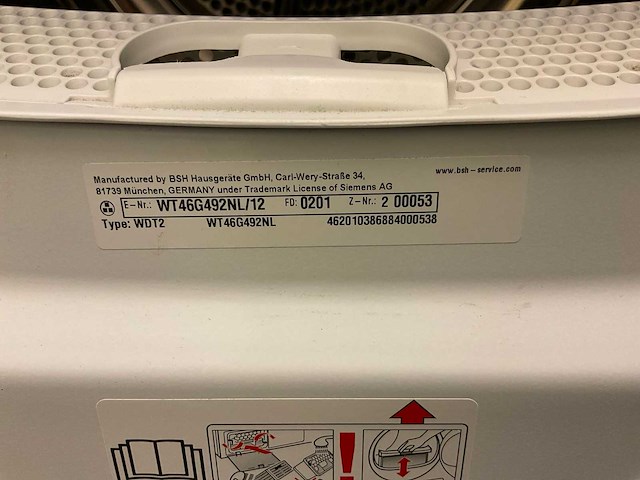 Manufactured by BSH Hausgeräte GmbH, Carl-Wery-Straße 34, www.bsh-service.com
81739 München, GERMANY under Trademark License of Siemens AG
E-Nr.: WT46G492NL/12 FD: 0201 Z-Nr.: 2 00053
Type: WDT2 WT46G492NL 462010386884000538
!